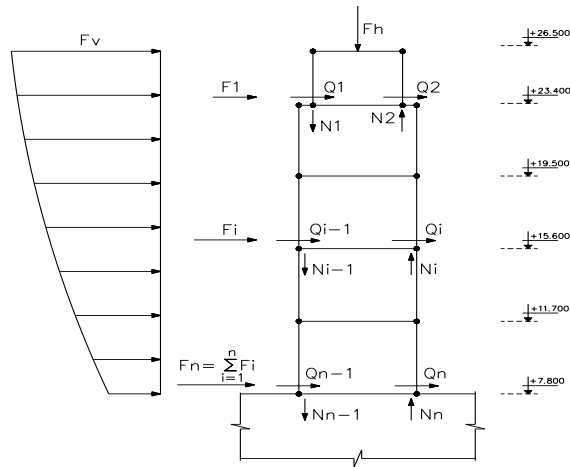 Fv
Fh
+26.500
F1
Q1
Q2
+23.400
N1
N2
+19.500
Fi
Qi-1
Qi
+15.600
Ni-1
Ni
+11.700
Fn= n∑i=1 Fi
Qn-1
Qn
+7.800
Nn-1
Nn